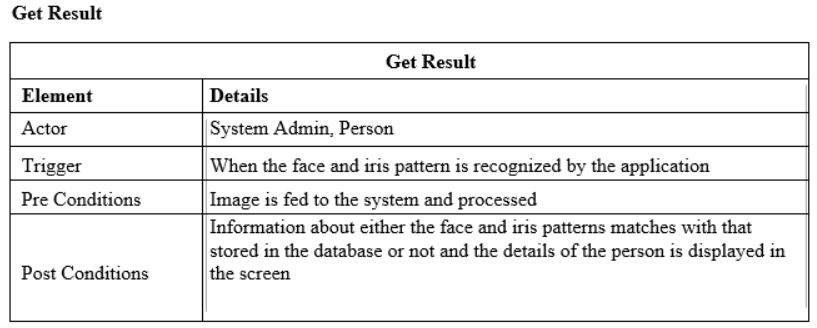 Get Result
Get Result
Element Details
Actor System Admin, Person
Trigger When the face and iris pattern is recognized by the application
Pre Conditions Image is fed to the system and processed
Information about either the face and iris patterns matches with that
stored in the database or not and the details of the person is displayed in
Post Conditions the screen